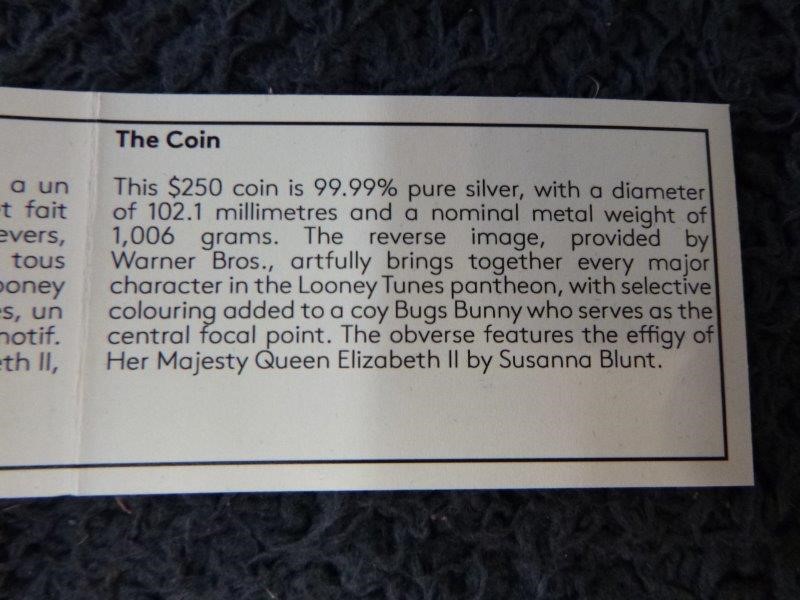 a un
t fait
evers,
tous
ooney
es, un
motif.
eth II,
The Coin
This $250 coin is 99.99% pure silver, with a diameter
of 102.1 millimetres and a nominal metal weight of
1,006 grams. The reverse image, provided by
Warner Bros., artfully brings together every major
character in the Looney Tunes pantheon, with selective
colouring added to a coy Bugs Bunny who serves as the
central focal point. The obverse features the effigy of
Her Majesty Queen Elizabeth II by Susanna Blunt.